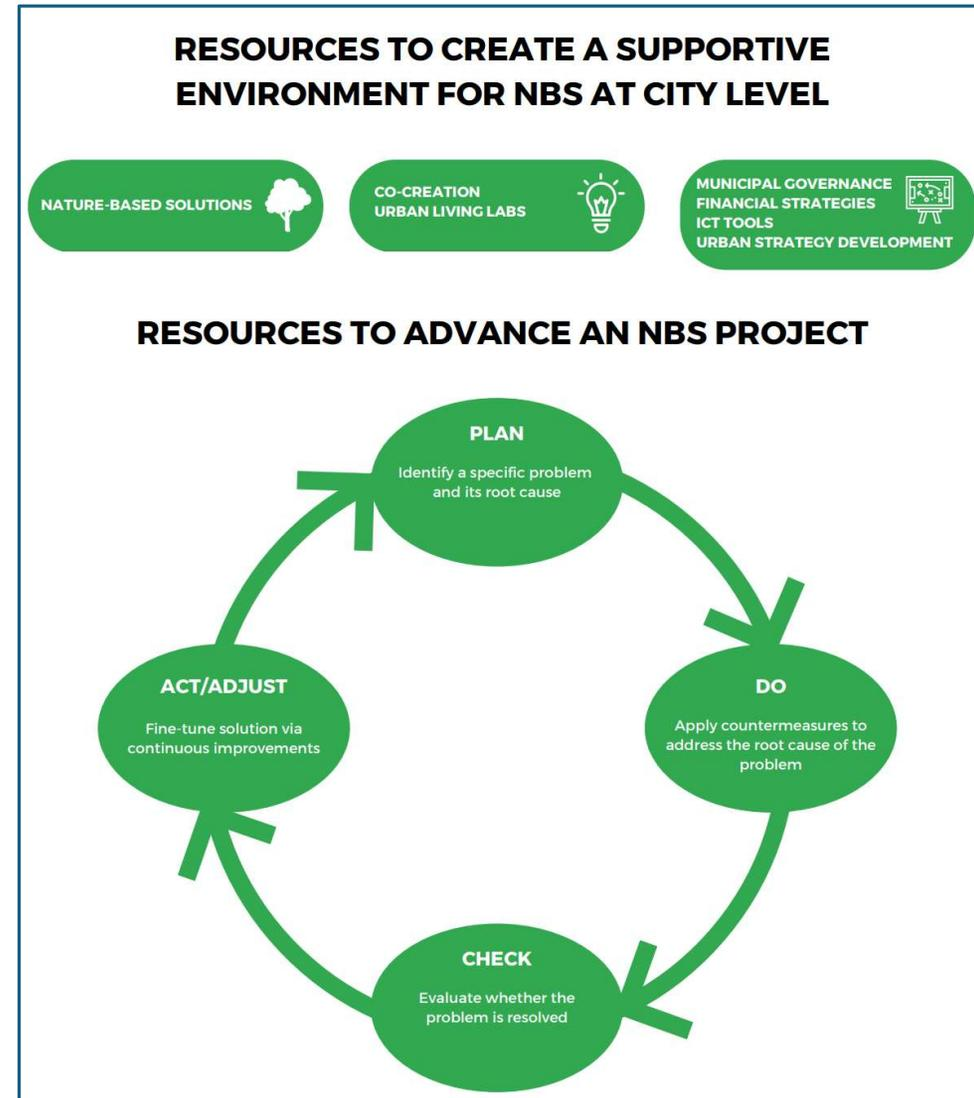 RESOURCES TO CREATE A SUPPORTIVE
ENVIRONMENT FOR NBS AT CITY LEVEL
NATURE-BASED SOLUTIONS
CO-CREATION
URBAN LIVING LABS
MUNICIPAL GOVERNANCE
FINANCIAL STRATEGIES
ICT TOOLS
URBAN STRATEGY DEVELOPMENT
RESOURCES TO ADVANCE AN NBS PROJECT
PLAN
Identify a specific problem
and its root cause
ACT/ADJUST
Fine-tune solution via
continuous improvements
DO
Apply countermeasures to
address the root cause of the
problem
CHECK
Evaluate whether the
problem is resolved